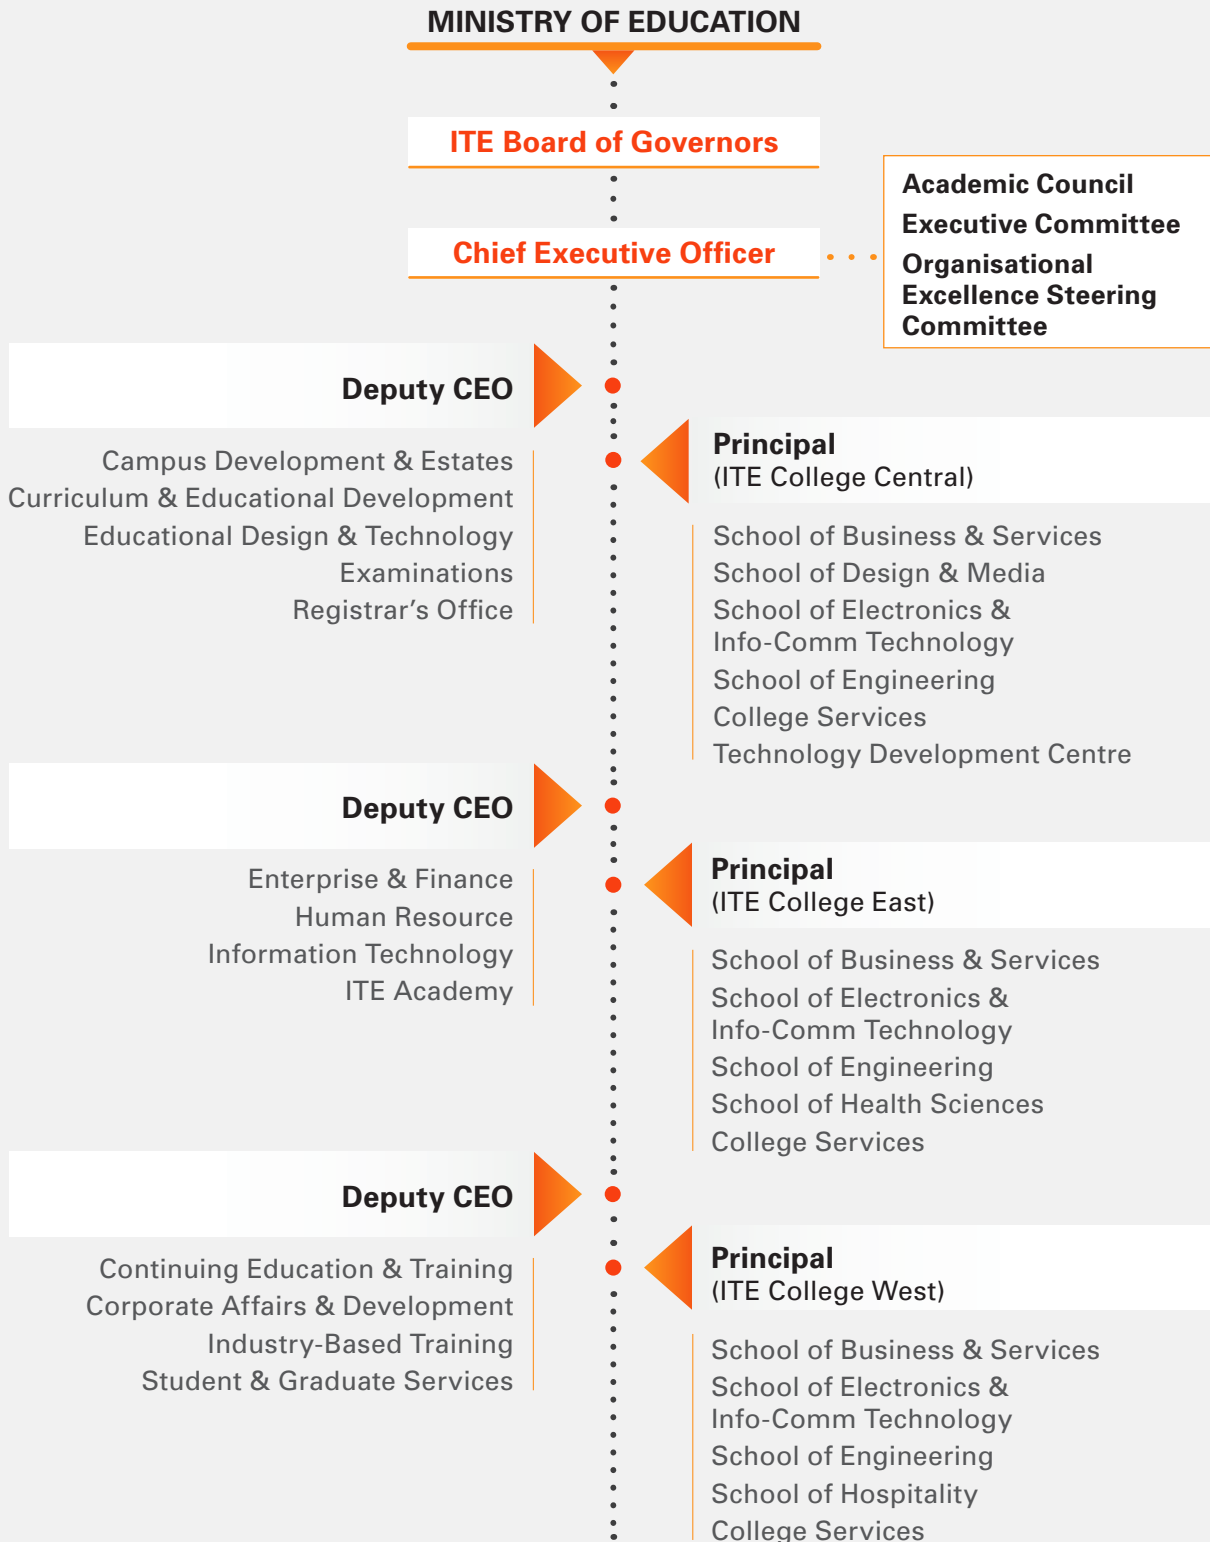 MINISTRY OF EDUCATION
ITE Board of Governors
Chief Executive Officer
Academic Council
Executive Committee
Organisational
Excellence Steering
Committee
Deputy CEO
Campus Development & Estates
Curriculum & Educational Development
Educational Design & Technology
Examinations
Registrar’s Office
Principal
(ITE College Central)
School of Business & Services
School of Design & Media
School of Electronics &
Info-Comm Technology
School of Engineering
College Services
Technology Development Centre
Deputy CEO
Enterprise & Finance
Human Resource
Information Technology
ITE Academy
Principal
(ITE College East)
School of Business & Services
School of Electronics &
Info-Comm Technology
School of Engineering
School of Health Sciences
College Services
Deputy CEO
Continuing Education & Training
Corporate Affairs & Development
Industry-Based Training
Student & Graduate Services
Principal
(ITE College West)
School of Business & Services
School of Electronics &
Info-Comm Technology
School of Engineering
School of Hospitality
College Services